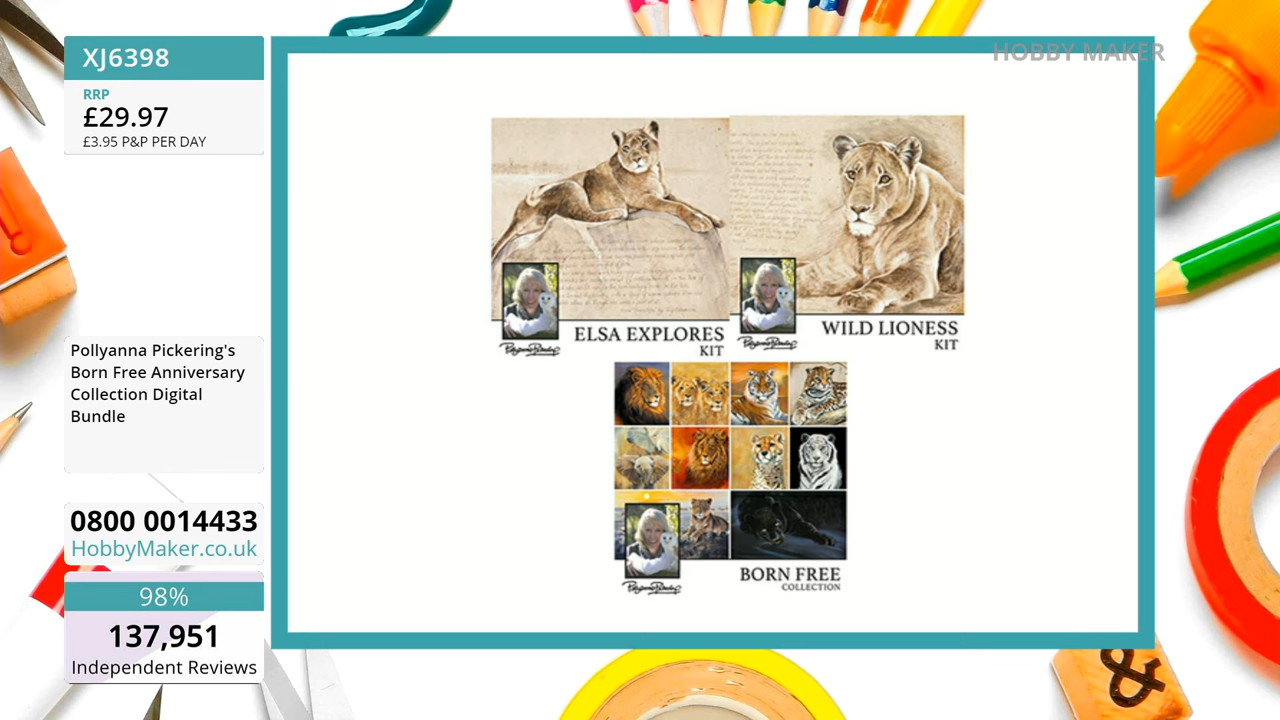 XJ6398
RRP
£29.97
£3.95 P&P PER DAY
Pollyanna Pickering's
Born Free Anniversary
Collection Digital
Bundle
0800 0014433
HobbyMaker.co.uk
98%
137,951
Independent Reviews
HOBBY MAKER
ELSA EXPLORES
KIT
WILD LIONESS
KIT
BORN FREE
COLLECTION
&